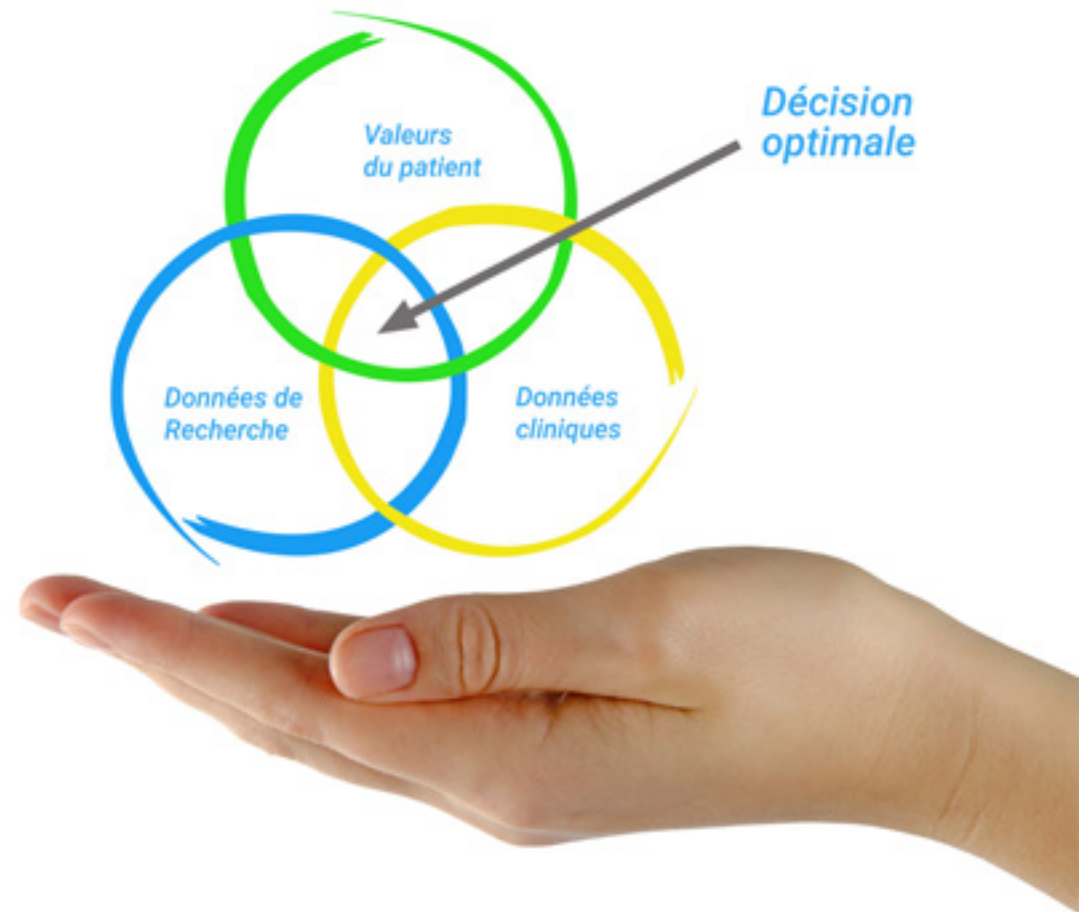 Valeurs
du patient
Décision
optimale
Données de
Recherche
Données
cliniques